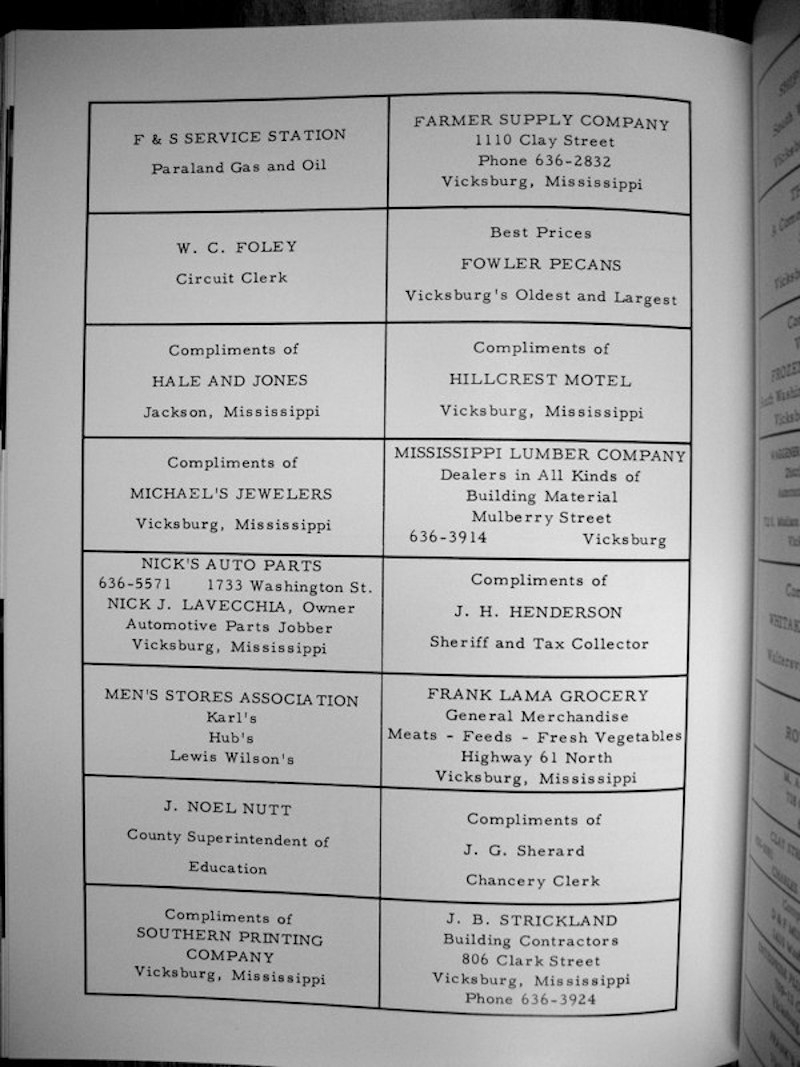 F & S SERVICE STATION
Paraland Gas and Oil
FARMER SUPPLY COMPANY
1110 Clay Street
Phone 636-2832
Vicksburg, Mississippi
W. C. FOLEY
Circuit Clerk
Best Prices
FOWLER PECANS
Vicksburg's Oldest and Largest
Compliments of
HALE AND JONES
Jackson, Mississippi
Compliments of
HILLCREST MOTEL
Vicksburg, Mississippi
Compliments of
MICHAEL'S JEWELERS
Vicksburg, Mississippi
MISSISSIPPI LUMBER COMPANY
Dealers in All Kinds of
Building Material
Mulberry Street
636-3914 Vicksburg
NICK'S AUTO PARTS
636-5571 1733 Washington St.
NICK J. LAVECCHIA, Owner
Automotive Parts Jobber
Vicksburg, Mississippi
Compliments of
J. H. HENDERSON
Sheriff and Tax Collector
MEN'S STORES ASSOCIATION
Karl's
Hub's
Lewis Wilson's
FRANK LAMA GROCERY
General Merchandise
Meats - Feeds - Fresh Vegetables
Highway 61 North
Vicksburg, Mississippi
J. NOEL NUTT
County Superintendent of
Education
Compliments of
J. G. Sherard
Chancery Clerk
Compliments of
SOUTHERN PRINTING
COMPANY
Vicksburg, Mississippi
J. B. STRICKLAND
Building Contractors
806 Clark Street
Vicksburg, Mississippi
Phone 636-3924